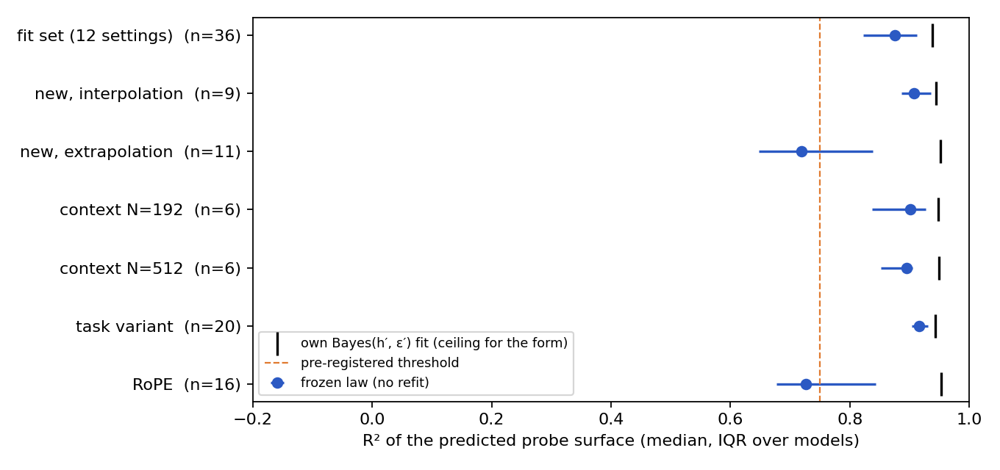 fit set (12 settings)  (n=36)
new, interpolation  (n=9)
new, extrapolation  (n=11)
context N=192  (n=6)
context N=512  (n=6)
task variant  (n=20)
RoPE  (n=16)
own Bayes(h′, ε′) fit (ceiling for the form)
pre-registered threshold
frozen law (no refit)
−0.2 0.0 0.2 0.4 0.6 0.8 1.0
R² of the predicted probe surface (median, IQR over models)